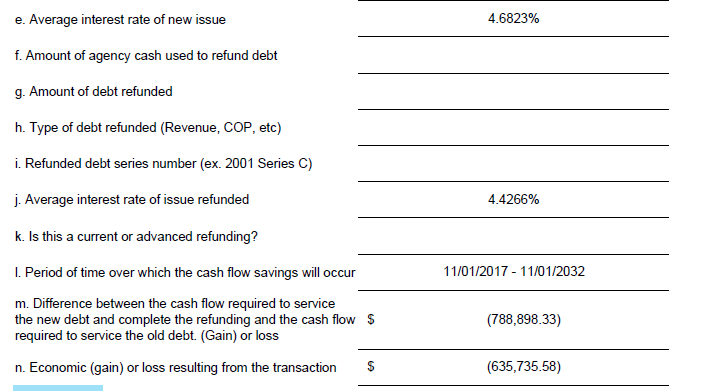 e. Average interest rate of new issue 4.6823%
f. Amount of agency cash used to refund debt
g. Amount of debt refunded
h. Type of debt refunded (Revenue, COP, etc)
i. Refunded debt series number (ex. 2001 Series C)
j. Average interest rate of issue refunded 4.4266%
k. Is this a current or advanced refunding?
l. Period of time over which the cash flow savings will occur 11/01/2017 - 11/01/2032
m. Difference between the cash flow required to service
the new debt and complete the refunding and the cash flow $ (788,898.33)
required to service the old debt. (Gain) or loss
n. Economic (gain) or loss resulting from the transaction $ (635,735.58)